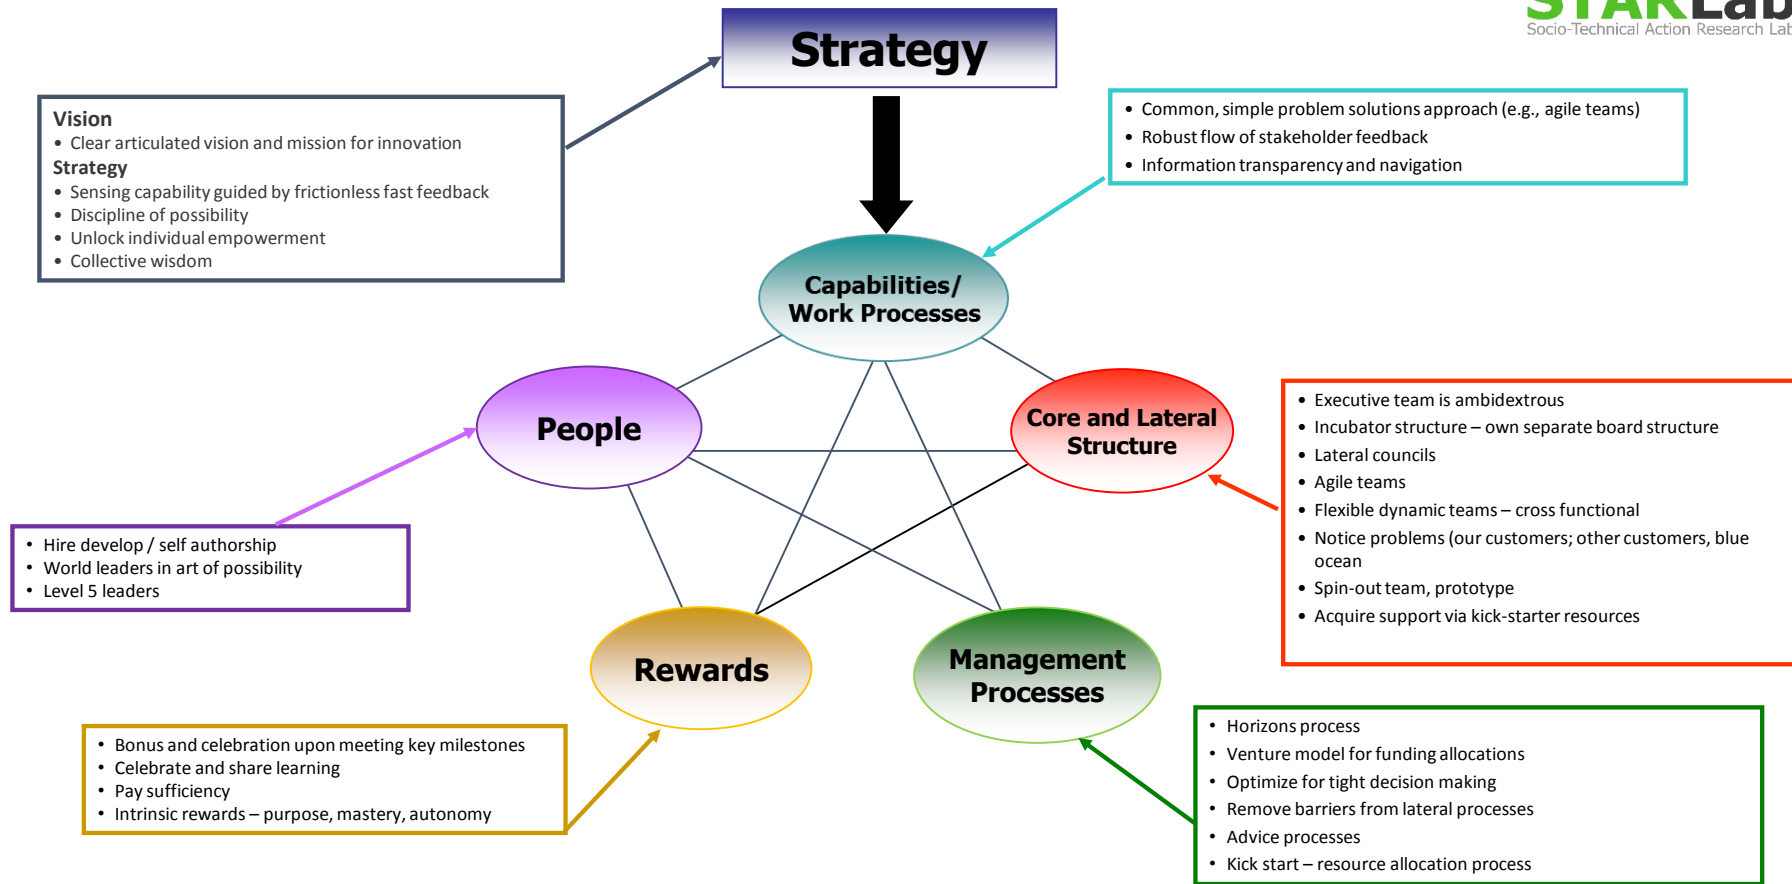 STARLab
Socio-Technical Action Research Lab
Strategy
Vision
• Clear articulated vision and mission for innovation
Strategy
• Sensing capability guided by frictionless fast feedback
• Discipline of possibility
• Unlock individual empowerment
• Collective wisdom
• Common, simple problem solutions approach (e.g., agile teams)
• Robust flow of stakeholder feedback
• Information transparency and navigation
Capabilities/
Work Processes
People
Core and Lateral
Structure
• Executive team is ambidextrous
• Incubator structure – own separate board structure
• Lateral councils
• Agile teams
• Flexible dynamic teams – cross functional
• Notice problems (our customers; other customers, blue
ocean
• Spin-out team, prototype
• Acquire support via kick-starter resources
• Hire develop / self authorship
• World leaders in art of possibility
• Level 5 leaders
Rewards
Management
Processes
• Bonus and celebration upon meeting key milestones
• Celebrate and share learning
• Pay sufficiency
• Intrinsic rewards – purpose, mastery, autonomy
• Horizons process
• Venture model for funding allocations
• Optimize for tight decision making
• Remove barriers from lateral processes
• Advice processes
• Kick start – resource allocation process